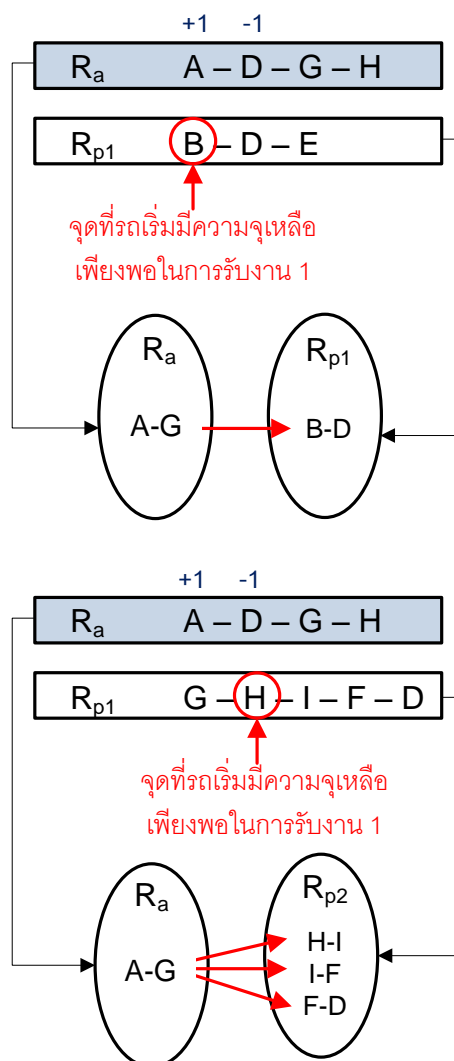 +1 -1
Ra A – D – G – H
Rp1 B – D – E
จุดที่รถเริ่มมีความจุเหลือ
เพียงพอในการรับงาน 1
Ra Rp1
A-G B-D
+1 -1
Ra A – D – G – H
Rp1 G – H – I – F – D
จุดที่รถเริ่มมีความจุเหลือ
เพียงพอในการรับงาน 1
Ra Rp2
H-I
A-G I-F
F-D